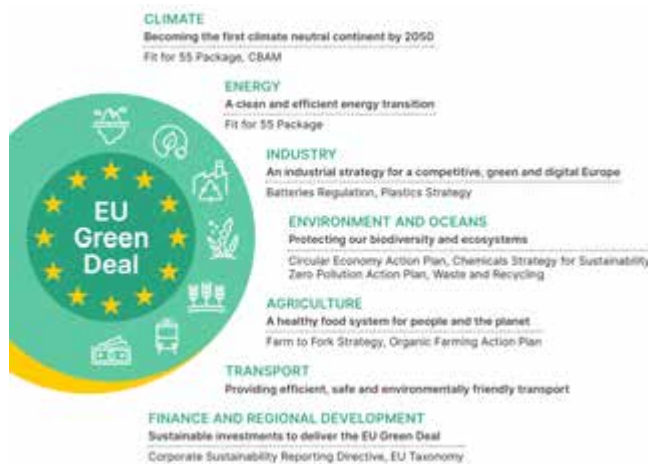 CLIMATE
Becoming the first climate neutral continent by 2050
Fit for 55 Package, CBAM
ENERGY
A clean and efficient energy transition
Fit for 55 Package
INDUSTRY
An industrial strategy for a competitive, green and digital Europe
Batteries Regulation, Plastics Strategy
EU
Green
Deal
ENVIRONMENT AND OCEANS
Protecting our biodiversity and ecosystems
Circular Economy Action Plan, Chemicals Strategy for Sustainability
Zero Pollution Action Plan, Waste and Recycling
AGRICULTURE
A healthy food system for people and the planet
Farm to Fork Strategy, Organic Farming Action Plan
TRANSPORT
Providing efficient, safe and environmentally friendly transport
FINANCE AND REGIONAL DEVELOPMENT
Sustainable investments to deliver the EU Green Deal
Corporate Sustainability Reporting Directive, EU Taxonomy